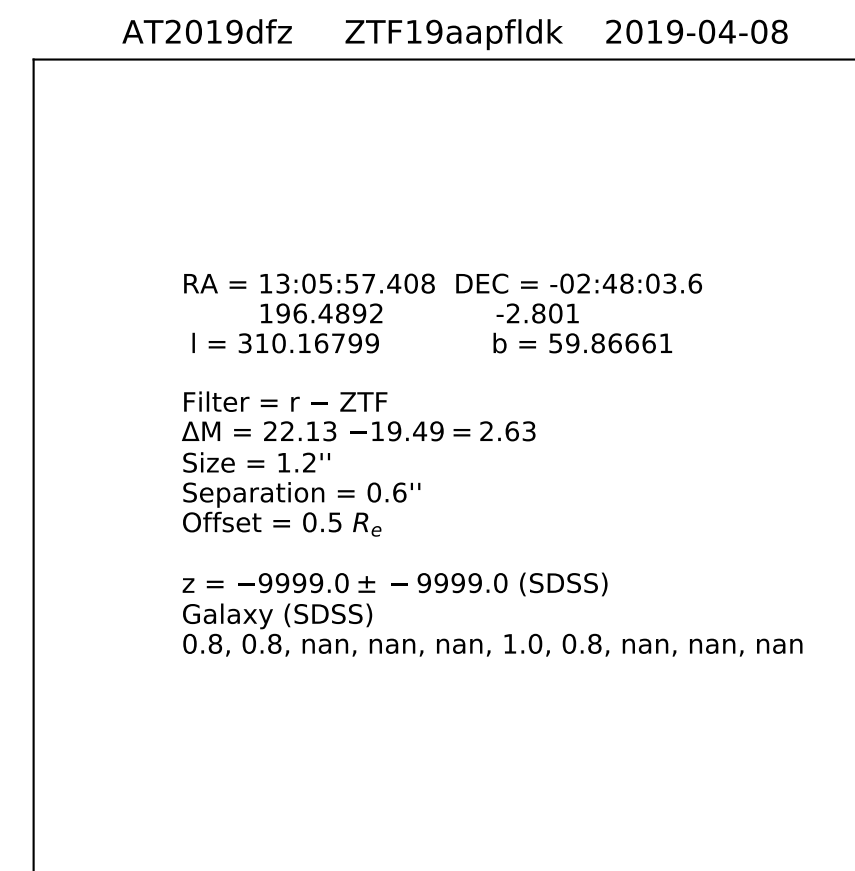 AT2019dfz ZTF19aapfldk 2019-04-08
RA = 13:05:57.408 DEC = -02:48:03.6
196.4892 -2.801
l = 310.16799 b = 59.86661
Filter = r − ZTF
ΔM = 22.13 −19.49 = 2.63
Size = 1.2''
Separation = 0.6''
Offset = 0.5 Re
z = −9999.0 ± −9999.0 (SDSS)
Galaxy (SDSS)
0.8, 0.8, nan, nan, nan, 1.0, 0.8, nan, nan, nan